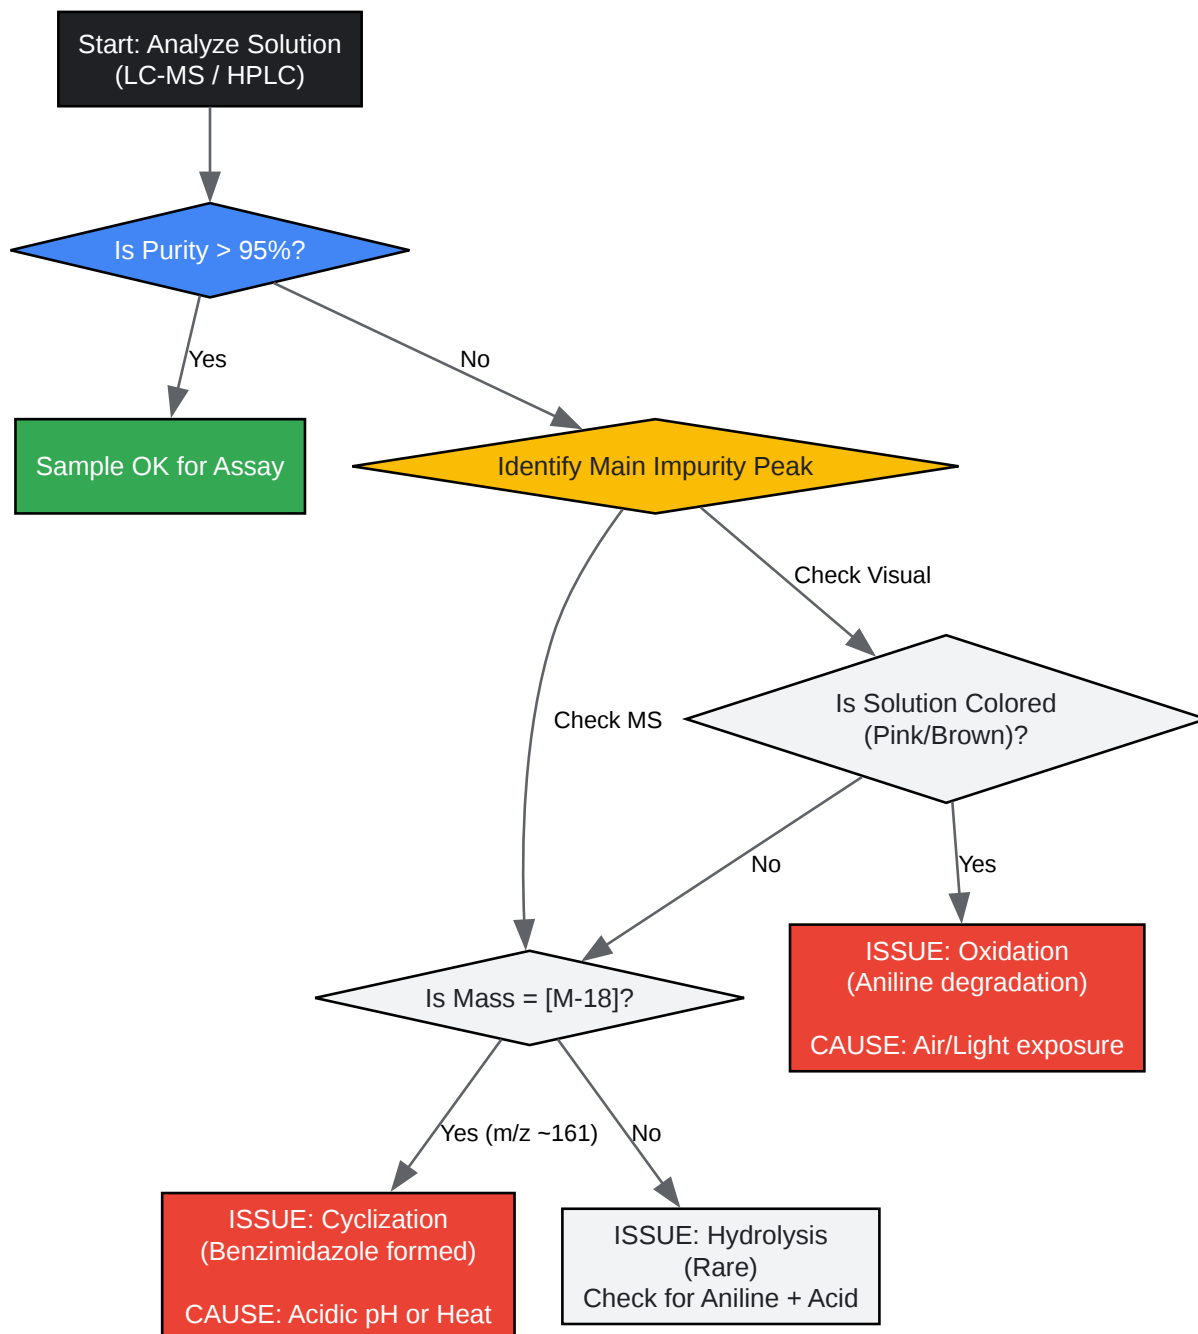 Start: Analyze Solution
(LC-MS / HPLC)
Is Purity > 95%?
Yes
No
Sample OK for Assay
Identify Main Impurity Peak
Check Visual
Is Solution Colored
(Pink/Brown)?
Check MS
No
Yes
ISSUE: Oxidation
(Aniline degradation)
CAUSE: Air/Light exposure
Is Mass = [M-18]?
Yes (m/z ~161)
No
ISSUE: Cyclization
(Benzimidazole formed)
CAUSE: Acidic pH or Heat
ISSUE: Hydrolysis
(Rare)
Check for Aniline + Acid